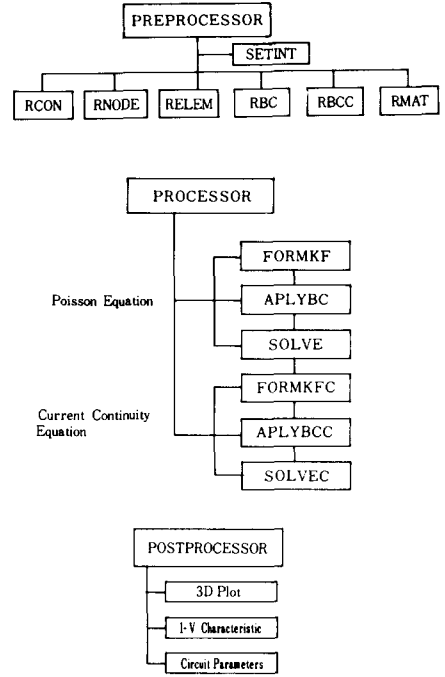 PREPROCESSOR
SETINT
RCON RNODE RELEM RBC RBCC RMAT
PROCESSOR
FORMKF
Poisson Equation
APLYBC
SOLVE
FORMKFC
Current Continuity
Equation
APLYBCC
SOLVEC
POSTPROCESSOR
3D Plot
I-V Characteristic
Circuit Parameters